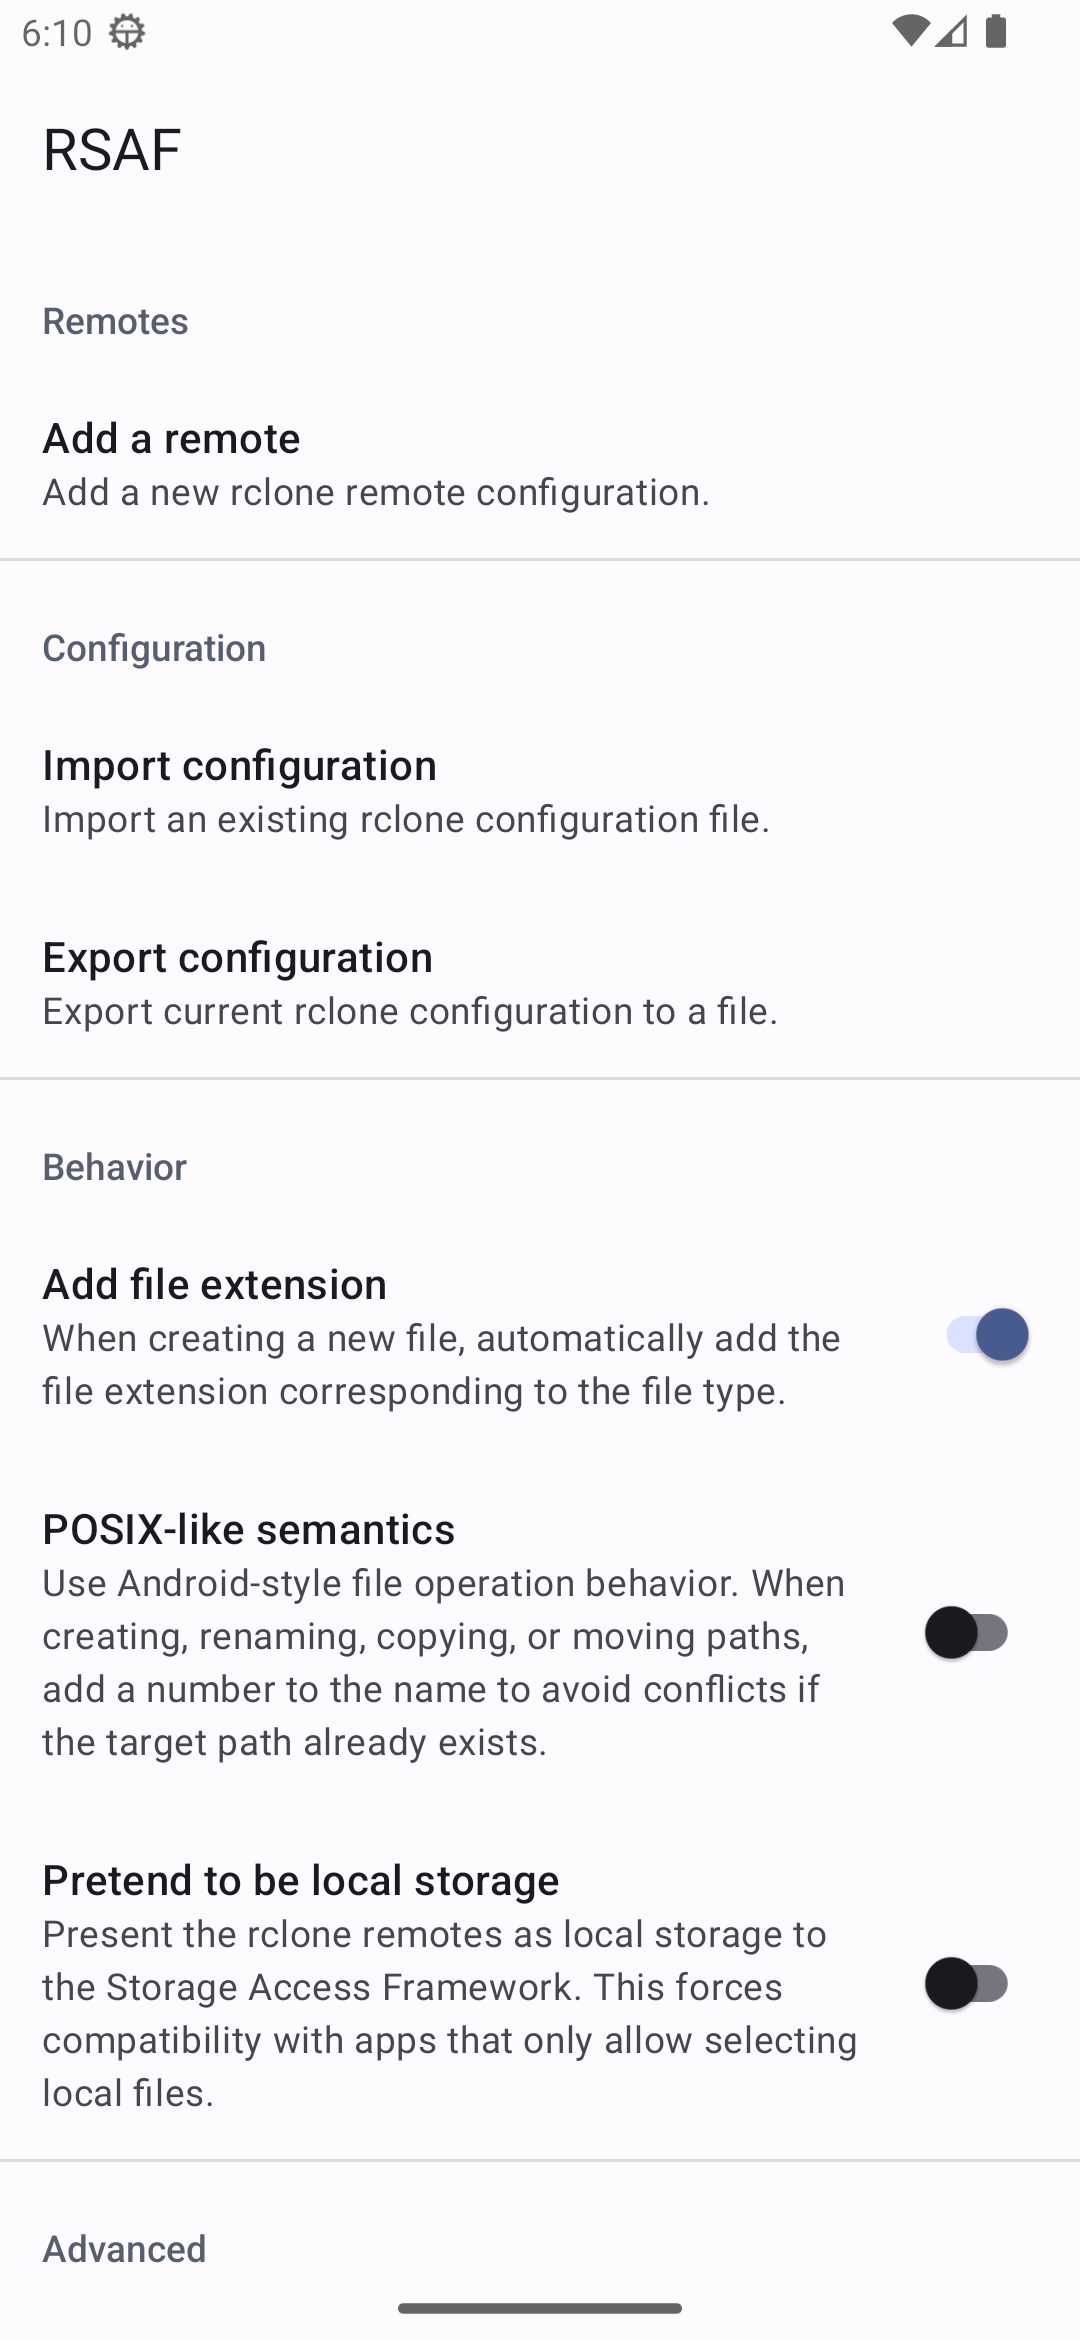 6:10
RSAF
Remotes
Add a remote
Add a new rclone remote configuration.
Configuration
Import configuration
Import an existing rclone configuration file.
Export configuration
Export current rclone configuration to a file.
Behavior
Add file extension
When creating a new file, automatically add the
file extension corresponding to the file type.
POSIX-like semantics
Use Android-style file operation behavior. When
creating, renaming, copying, or moving paths,
add a number to the name to avoid conflicts if
the target path already exists.
Pretend to be local storage
Present the rclone remotes as local storage to
the Storage Access Framework. This forces
compatibility with apps that only allow selecting
local files.
Advanced